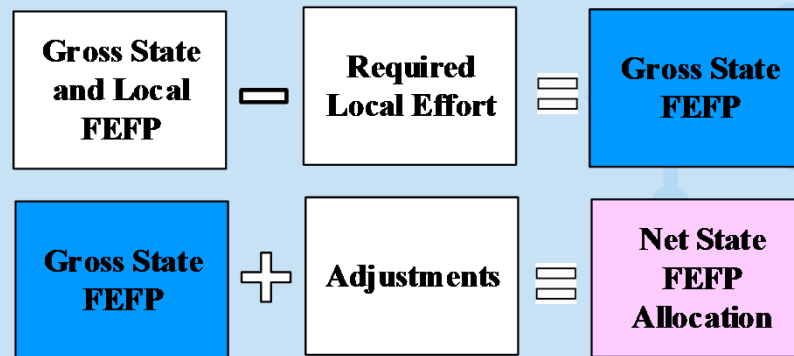 Gross State
and Local
FEFP
Required
Local Effort
Gross State
FEFP
Gross State
FEFP
Adjustments
Net State
FEFP
Allocation